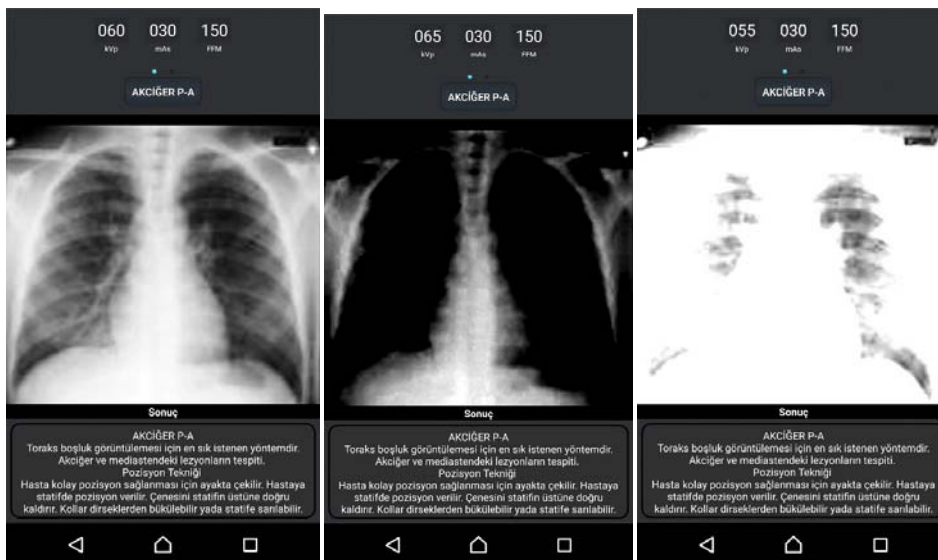 060 030 150
kVp mAs FFM
AKCİĞER P-A
Sonuç
AKCİĞER P-A
Toraks boşluk görüntülemesi için en sık istenen yöntemdir.
Akciğer ve mediastendeki lezyonların tespiti.
Pozisyon Tekniği
Hasta kolay pozisyon sağlanması için ayakta çekilir. Hastaya
statifde pozisyon verilir. Çenesini statifin üstüne doğru
kaldırır. Kollar dirseklerden bükülebilir yada statife sarılabilir.
065 030 150
kVp mAs FFM
AKCİĞER P-A
Sonuç
AKCİĞER P-A
Toraks boşluk görüntülemesi için en sık istenen yöntemdir.
Akciğer ve mediastendeki lezyonların tespiti.
Pozisyon Tekniği
Hasta kolay pozisyon sağlanması için ayakta çekilir. Hastaya
statifde pozisyon verilir. Çenesini statifin üstüne doğru
kaldırır. Kollar dirseklerden bükülebilir yada statife sarılabilir.
055 030 150
kVp mAs FFM
AKCİĞER P-A
Sonuç
AKCİĞER P-A
Toraks boşluk görüntülemesi için en sık istenen yöntemdir.
Akciğer ve mediastendeki lezyonların tespiti.
Pozisyon Tekniği
Hasta kolay pozisyon sağlanması için ayakta çekilir. Hastaya
statifde pozisyon verilir. Çenesini statifin üstüne doğru
kaldırır. Kollar dirseklerden bükülebilir yada statife sarılabilir.